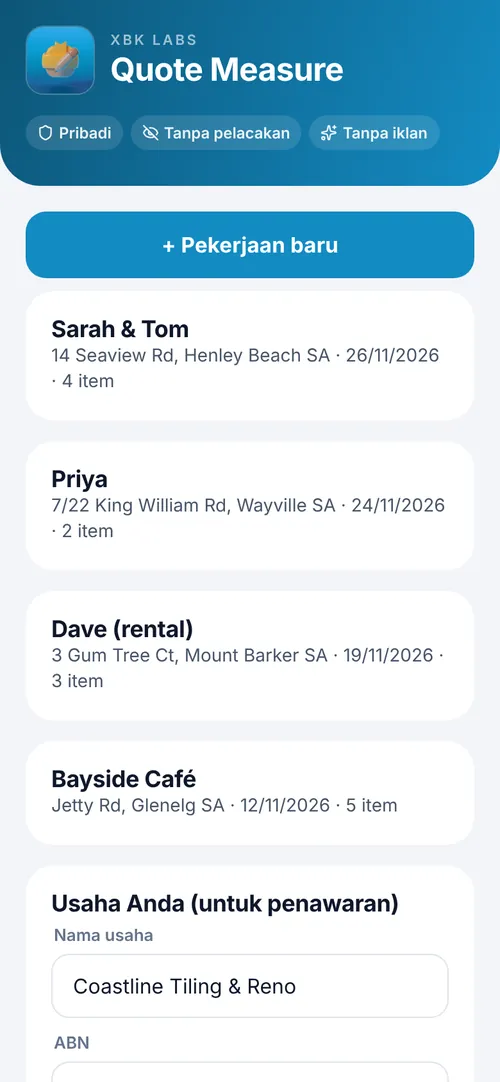 XBK LABS
Quote Measure
Pribadi
Tanpa pelacakan
Tanpa iklan
+ Pekerjaan baru
Sarah & Tom
14 Seaview Rd, Henley Beach SA · 26/11/2026
· 4 item
Priya
7/22 King William Rd, Wayville SA · 24/11/2026
· 2 item
Dave (rental)
3 Gum Tree Ct, Mount Barker SA · 19/11/2026 ·
3 item
Bayside Café
Jetty Rd, Glenelg SA · 12/11/2026 · 5 item
Usaha Anda (untuk penawaran)
Nama usaha
Coastline Tiling & Reno
ABN